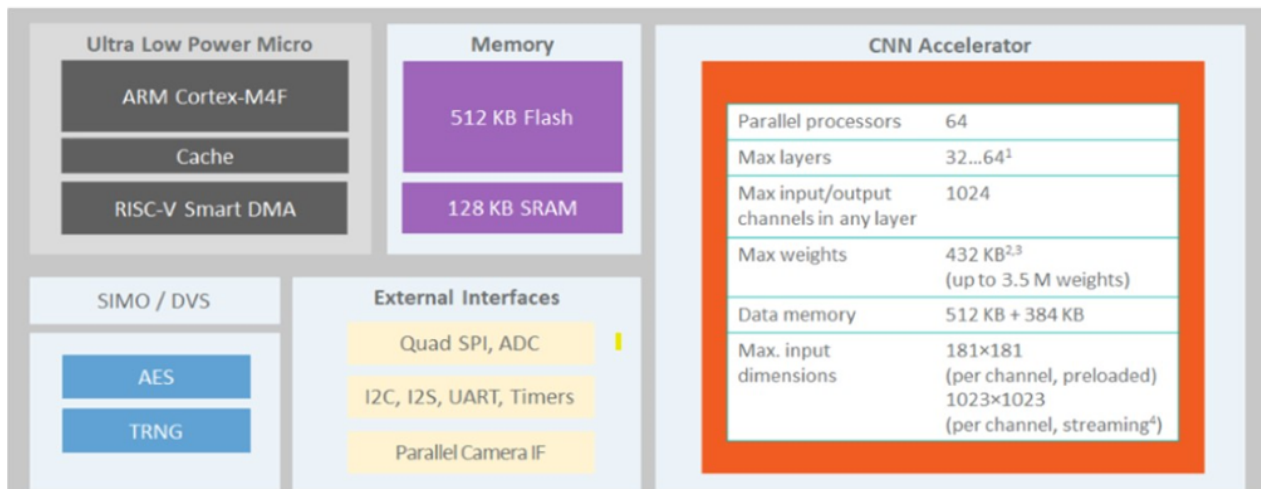 Ultra Low Power Micro
ARM Cortex-M4F
Cache
RISC-V Smart DMA
Memory
512 KB Flash
128 KB SRAM
SIMO / DVS
AES
TRNG
External Interfaces
Quad SPI, ADC
I2C, I2S, UART, Timers
Parallel Camera IF
CNN Accelerator
Parallel processors 64
Max layers 32...64¹
Max input/output 1024
channels in any layer
Max weights 432 KB²,³
(up to 3.5 M weights)
Data memory 512 KB + 384 KB
Max. input 181×181
dimensions (per channel, preloaded)
1023×1023
(per channel, streaming⁴)